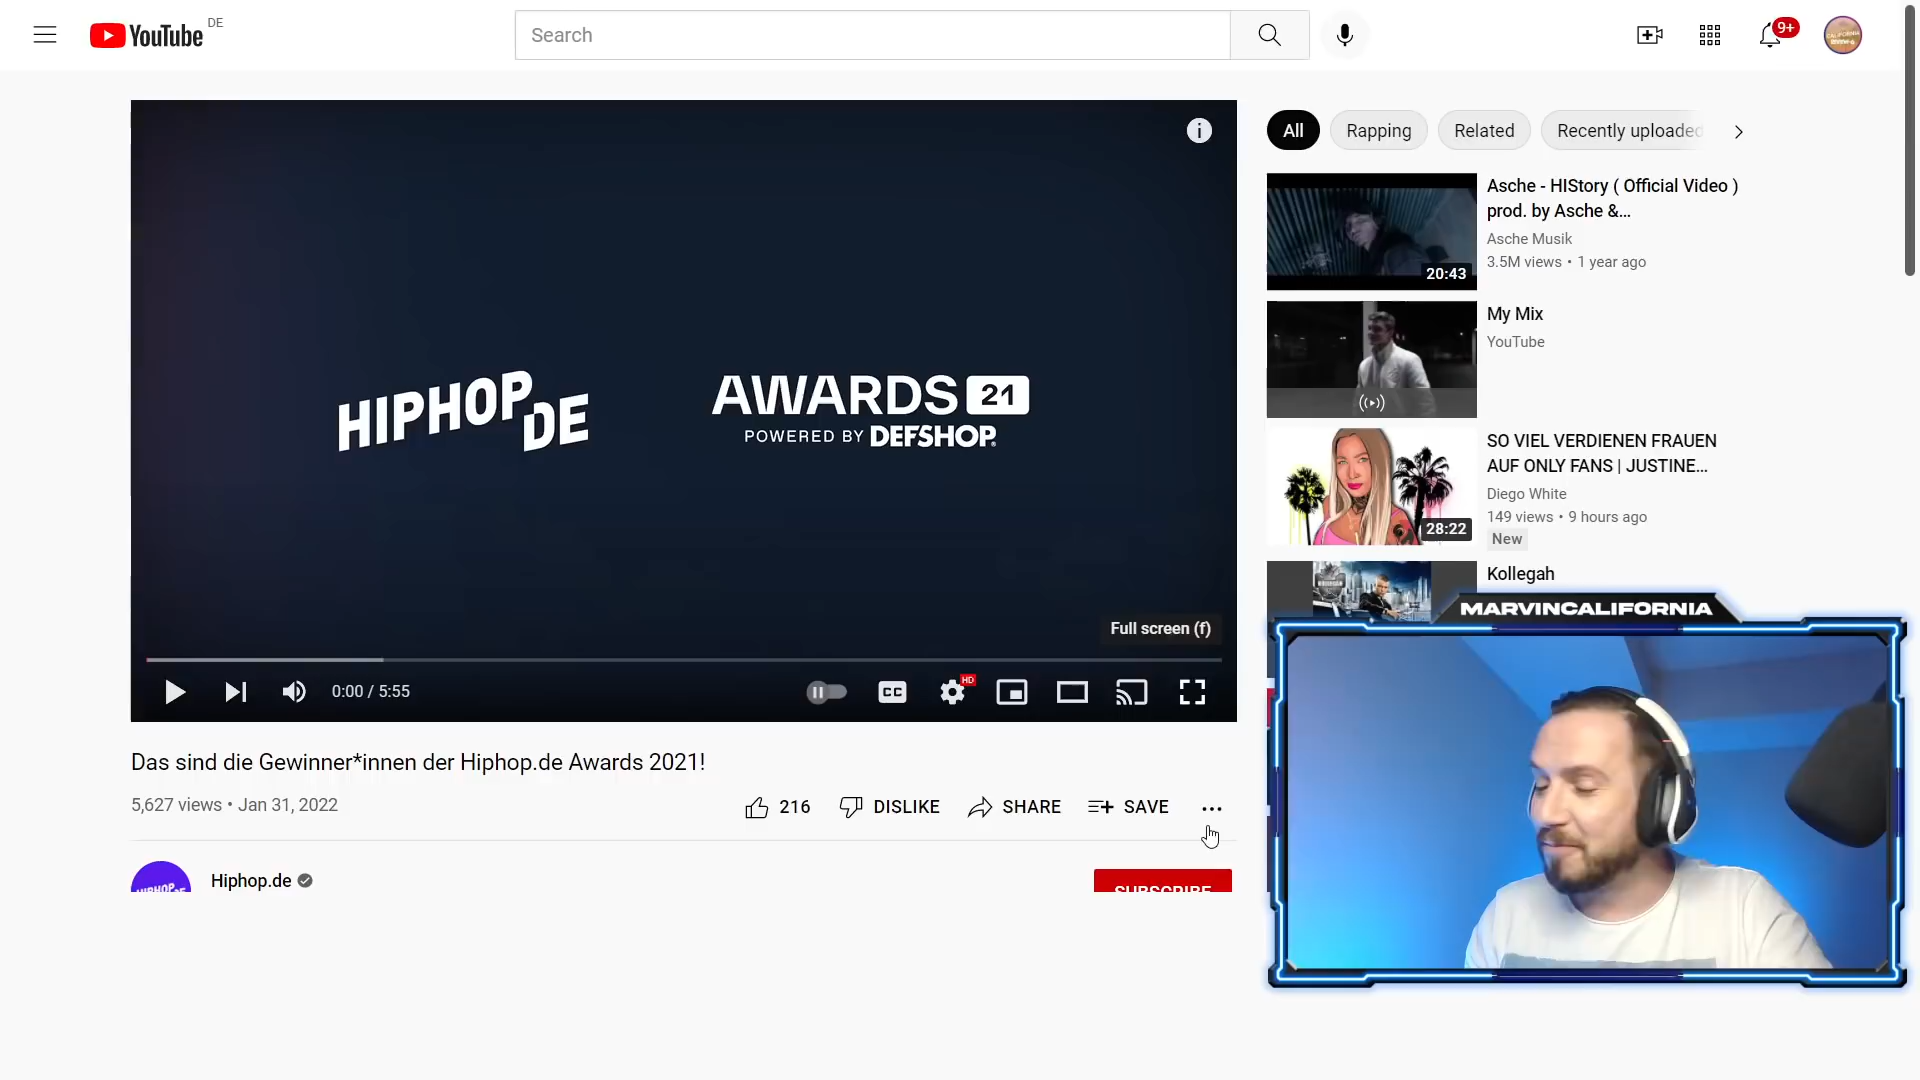 YouTube DE
Search
9+
i
HIPHOP.DE
AWARDS 21
POWERED BY DEFSHOP
Full screen (f)
0:00 / 5:55
CC
HD
Das sind die Gewinner*innen der Hiphop.de Awards 2021!
5,627 views • Jan 31, 2022
216
DISLIKE
SHARE
SAVE
Hiphop.de
SUBSCRIBE
All
Rapping
Related
Recently uploaded
Asche - HIStory ( Official Video )
prod. by Asche &...
Asche Musik
3.5M views • 1 year ago
20:43
My Mix
YouTube
SO VIEL VERDIENEN FRAUEN
AUF ONLY FANS | JUSTINE...
Diego White
149 views • 9 hours ago
New
28:22
Kollegah
MARVINCALIFORNIA